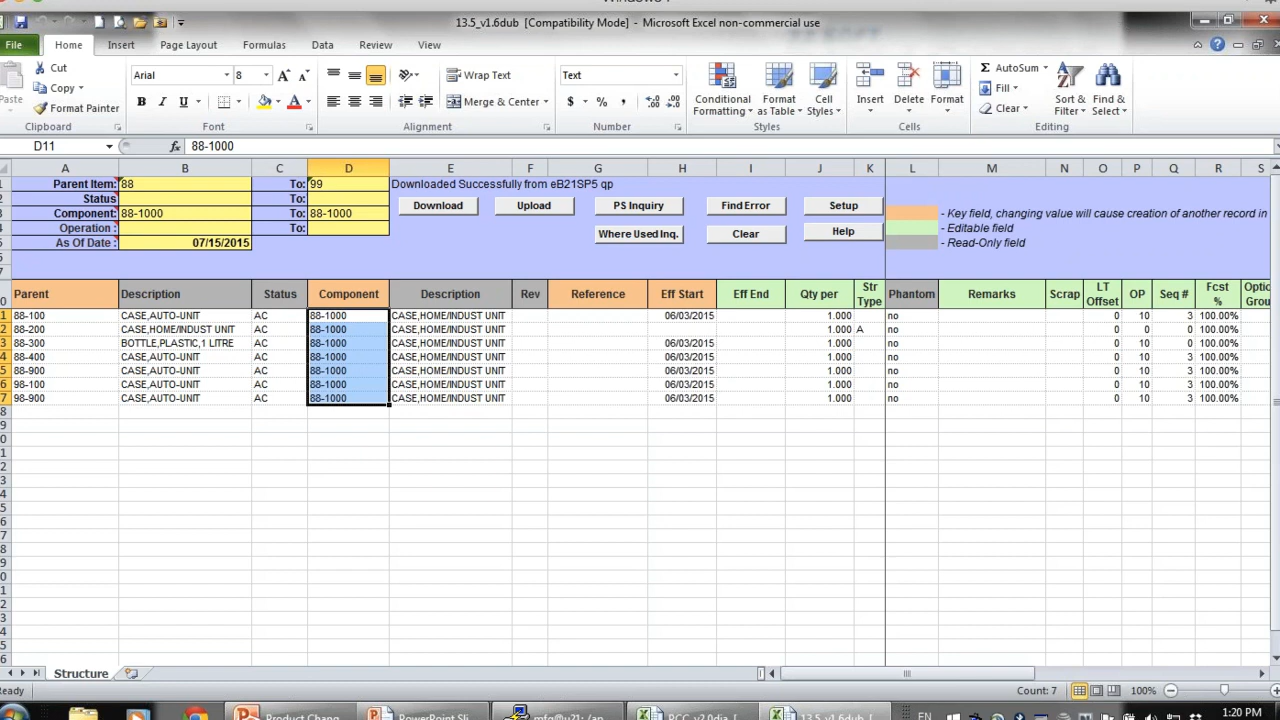 13.5_v1.6dub [Compatibility Mode] - Microsoft Excel non-commercial use
File Home Insert Page Layout Formulas Data Review View
Cut
Copy
Paste Format Painter
Arial 8 Wrap Text Text
Merge & Center $ % ,
Conditional Formatting Format as Table Cell Styles Insert Delete Format
AutoSum
Fill
Clear
Sort & Filter Find & Select
Clipboard Font Alignment Number Styles Cells Editing
D11 fx 88-1000
A B C D E F G H I J K L M N O P Q R S
Parent Item: 88 To: 99 Downloaded Successfully from eB21SP5 qp
Status To:
Component: 88-1000 To: 88-1000
Operation : To:
As Of Date : 07/15/2015
Download Upload PS Inquiry Find Error Setup
Where Used Inq. Clear Help
- Key field, changing value will cause creation of another record in
- Editable field
- Read-Only field
Parent Description Status Component Description Rev Reference Eff Start Eff End Qty per Str Type Phantom Remarks Scrap LT Offset OP Seq # Fcst %
88-100 CASE,AUTO-UNIT AC 88-1000 CASE,HOME/INDUST UNIT 06/03/2015 1.000 no 0 10 3 100.00%
88-200 CASE,HOME/INDUST UNIT AC 88-1000 CASE,HOME/INDUST UNIT 1.000 A no 0 0 0 100.00%
88-300 BOTTLE,PLASTIC,1 LITRE AC 88-1000 CASE,HOME/INDUST UNIT 06/03/2015 1.000 no 0 10 0 100.00%
88-400 CASE,AUTO-UNIT AC 88-1000 CASE,HOME/INDUST UNIT 06/03/2015 1.000 no 0 10 3 100.00%
88-900 CASE,AUTO-UNIT AC 88-1000 CASE,HOME/INDUST UNIT 06/03/2015 1.000 no 0 10 3 100.00%
98-100 CASE,AUTO-UNIT AC 88-1000 CASE,HOME/INDUST UNIT 06/03/2015 1.000 no 0 10 3 100.00%
98-900 CASE,AUTO-UNIT AC 88-1000 CASE,HOME/INDUST UNIT 06/03/2015 1.000 no 0 10 3 100.00%
Structure
Ready Count: 7 100%
Product Chang PowerPoint Sli EN 1:20 PM